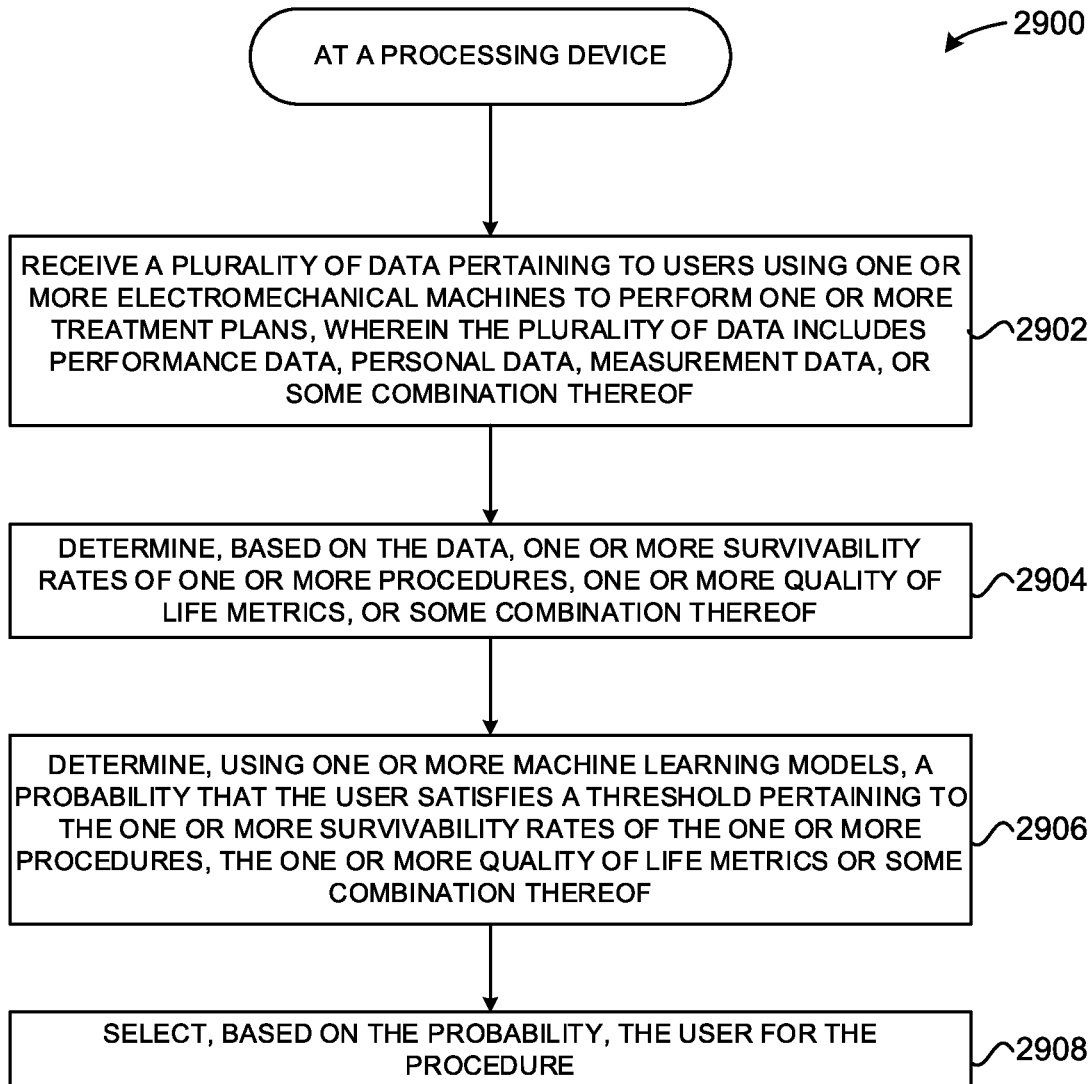 2900
AT A PROCESSING DEVICE
RECEIVE A PLURALITY OF DATA PERTAINING TO USERS USING ONE OR
MORE ELECTROMECHANICAL MACHINES TO PERFORM ONE OR MORE
TREATMENT PLANS, WHEREIN THE PLURALITY OF DATA INCLUDES
PERFORMANCE DATA, PERSONAL DATA, MEASUREMENT DATA, OR
SOME COMBINATION THEREOF
2902
DETERMINE, BASED ON THE DATA, ONE OR MORE SURVIVABILITY
RATES OF ONE OR MORE PROCEDURES, ONE OR MORE QUALITY OF
LIFE METRICS, OR SOME COMBINATION THEREOF
2904
DETERMINE, USING ONE OR MORE MACHINE LEARNING MODELS, A
PROBABILITY THAT THE USER SATISFIES A THRESHOLD PERTAINING TO
THE ONE OR MORE SURVIVABILITY RATES OF THE ONE OR MORE
PROCEDURES, THE ONE OR MORE QUALITY OF LIFE METRICS OR SOME
COMBINATION THEREOF
2906
SELECT, BASED ON THE PROBABILITY, THE USER FOR THE
PROCEDURE
2908